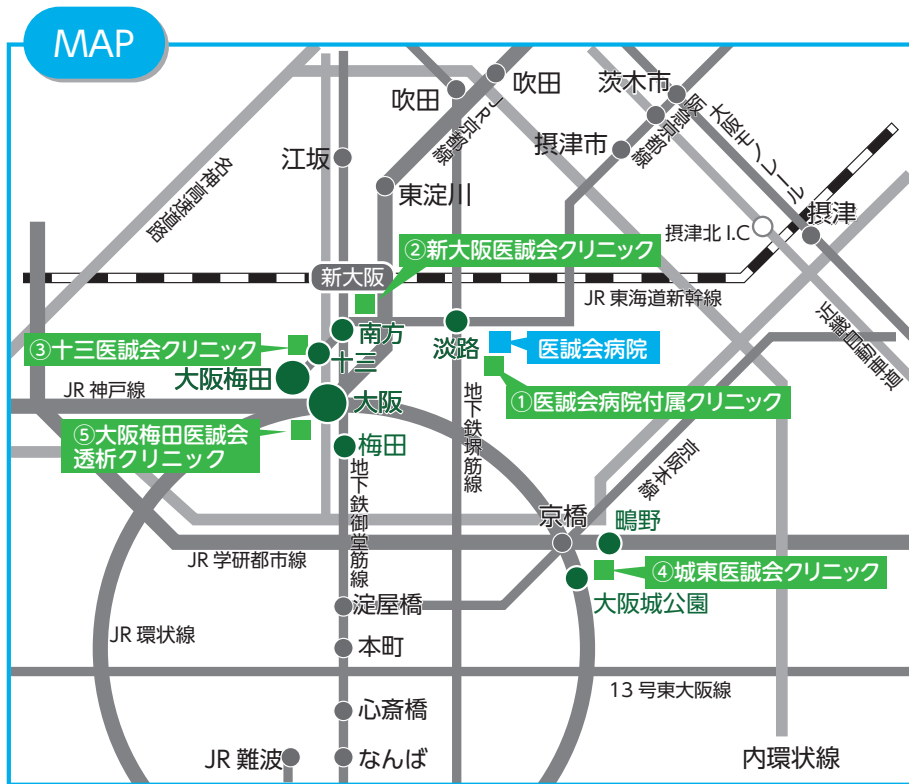 MAP
吹田
吹田
茨木市
JR京都線
阪急京都線
大阪モノレール
江坂
摂津市
名神高速道路
東淀川
摂津
摂津北 I.C
②新大阪医誠会クリニック
新大阪
JR 東海道新幹線
近畿自動車道
南方
淡路
医誠会病院
③十三医誠会クリニック
十三
大阪梅田
①医誠会病院付属クリニック
JR 神戸線
大阪
⑤大阪梅田医誠会
透析クリニック
梅田
地下鉄堺筋線
地下鉄御堂筋線
京阪本線
京橋
鴫野
JR 学研都市線
④城東医誠会クリニック
大阪城公園
淀屋橋
JR 環状線
本町
13 号東大阪線
心斎橋
JR 難波
なんば
内環状線